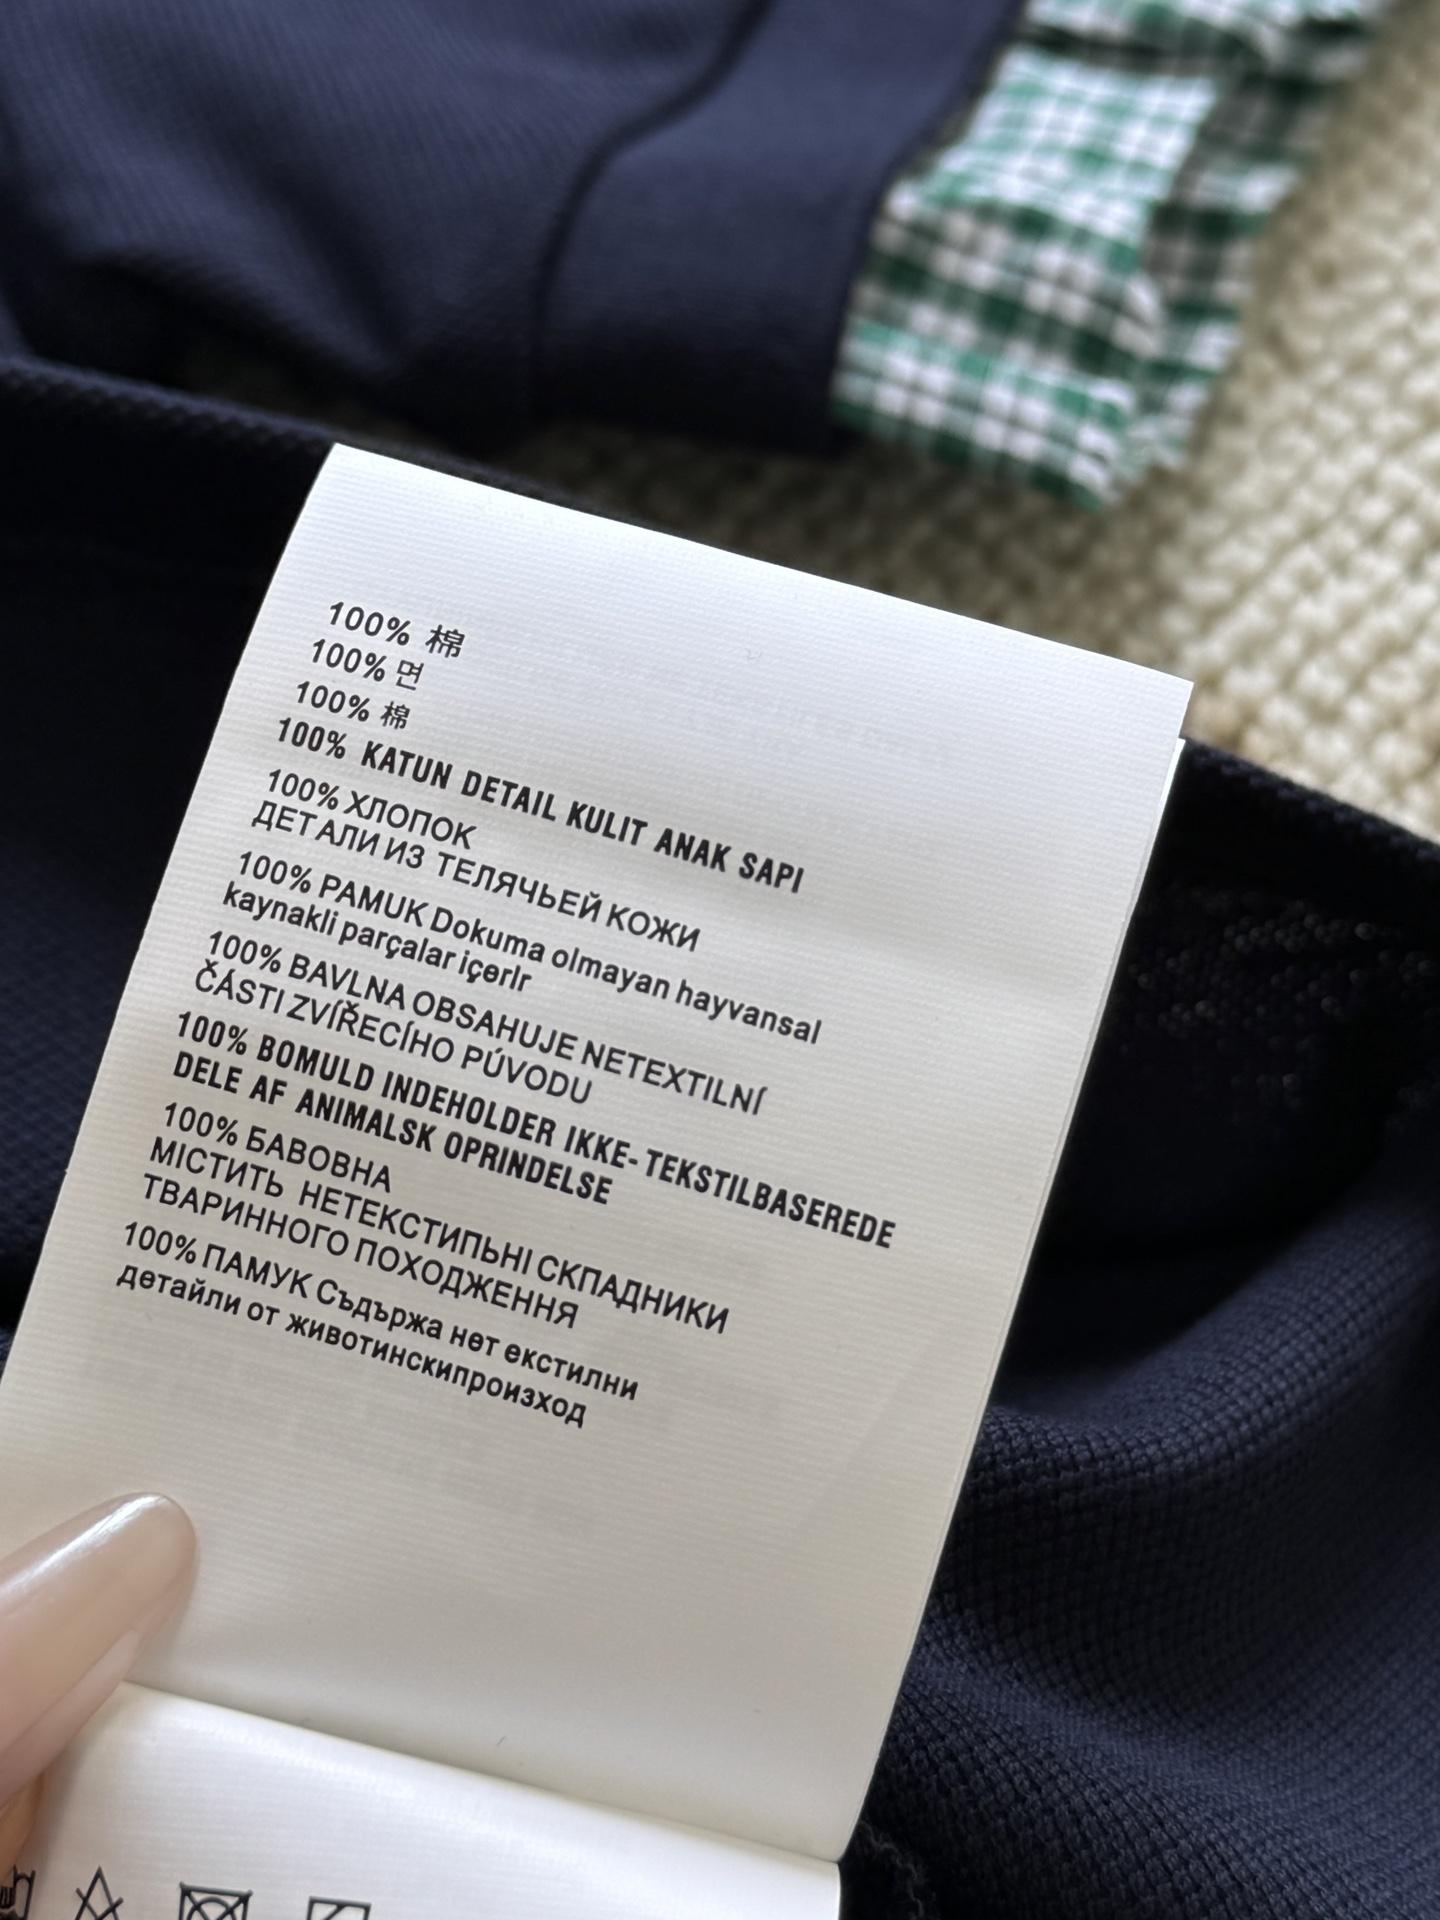 100% 棉
100% 면
100% 棉
100% KATUN DETAIL KULIT ANAK SAPI
100% ХЛОПОК
ДЕТАЛИ ИЗ ТЕЛЯЧЬЕЙ КОЖИ
100% PAMUK Dokuma olmayan hayvansal
kaynakli parçalar içerlr
100% BAVLNA OBSAHUJE NETEXTILNÍ
ČÁSTI ZVÍŘECÍHO PÚVODU
100% BOMULD INDEHOLDER IKKE-TEKSTILBASEREDE
DELE AF ANIMALSK OPRINDELSE
100% БАВОВНА
МІСТИТЬ НЕТЕКСТИПЬНІ СКПАДНИКИ
ТВАРИННОГО ПОХОДЖЕННЯ
100% ПАМУК Съдържа нет екстилни
детайли от животинскипроизход